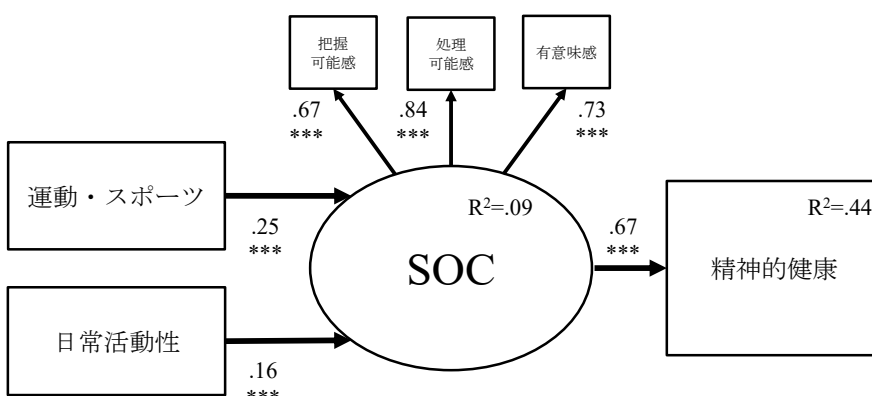 把握
可能感
処理
可能感
有意味感
.67
***
.84
***
.73
***
運動・スポーツ
.25
***
日常活動性
.16
***
SOC
R²=.09
.67
***
R²=.44
精神的健康